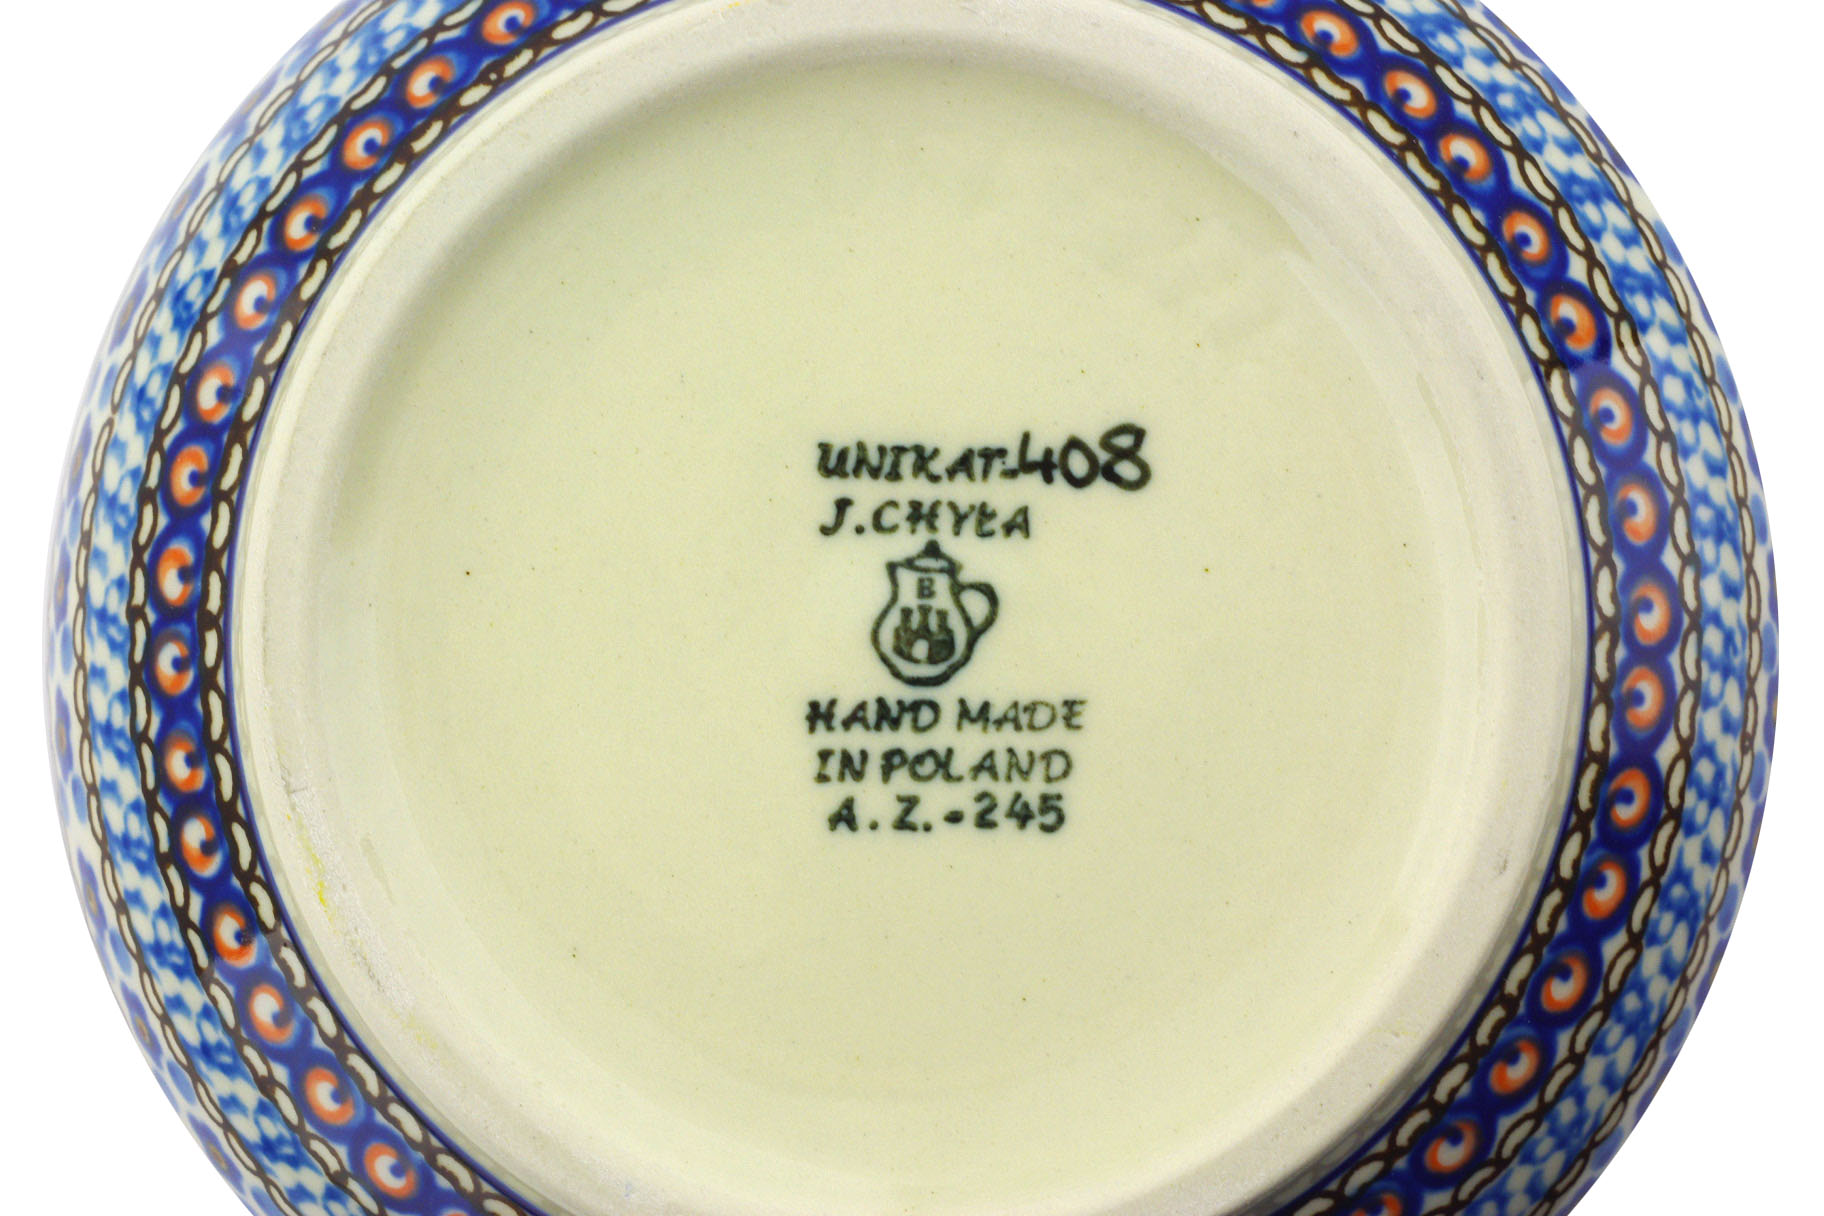 UNIKAT-408
J.CHYŁA
B
HAND MADE
IN POLAND
A.Z.-245